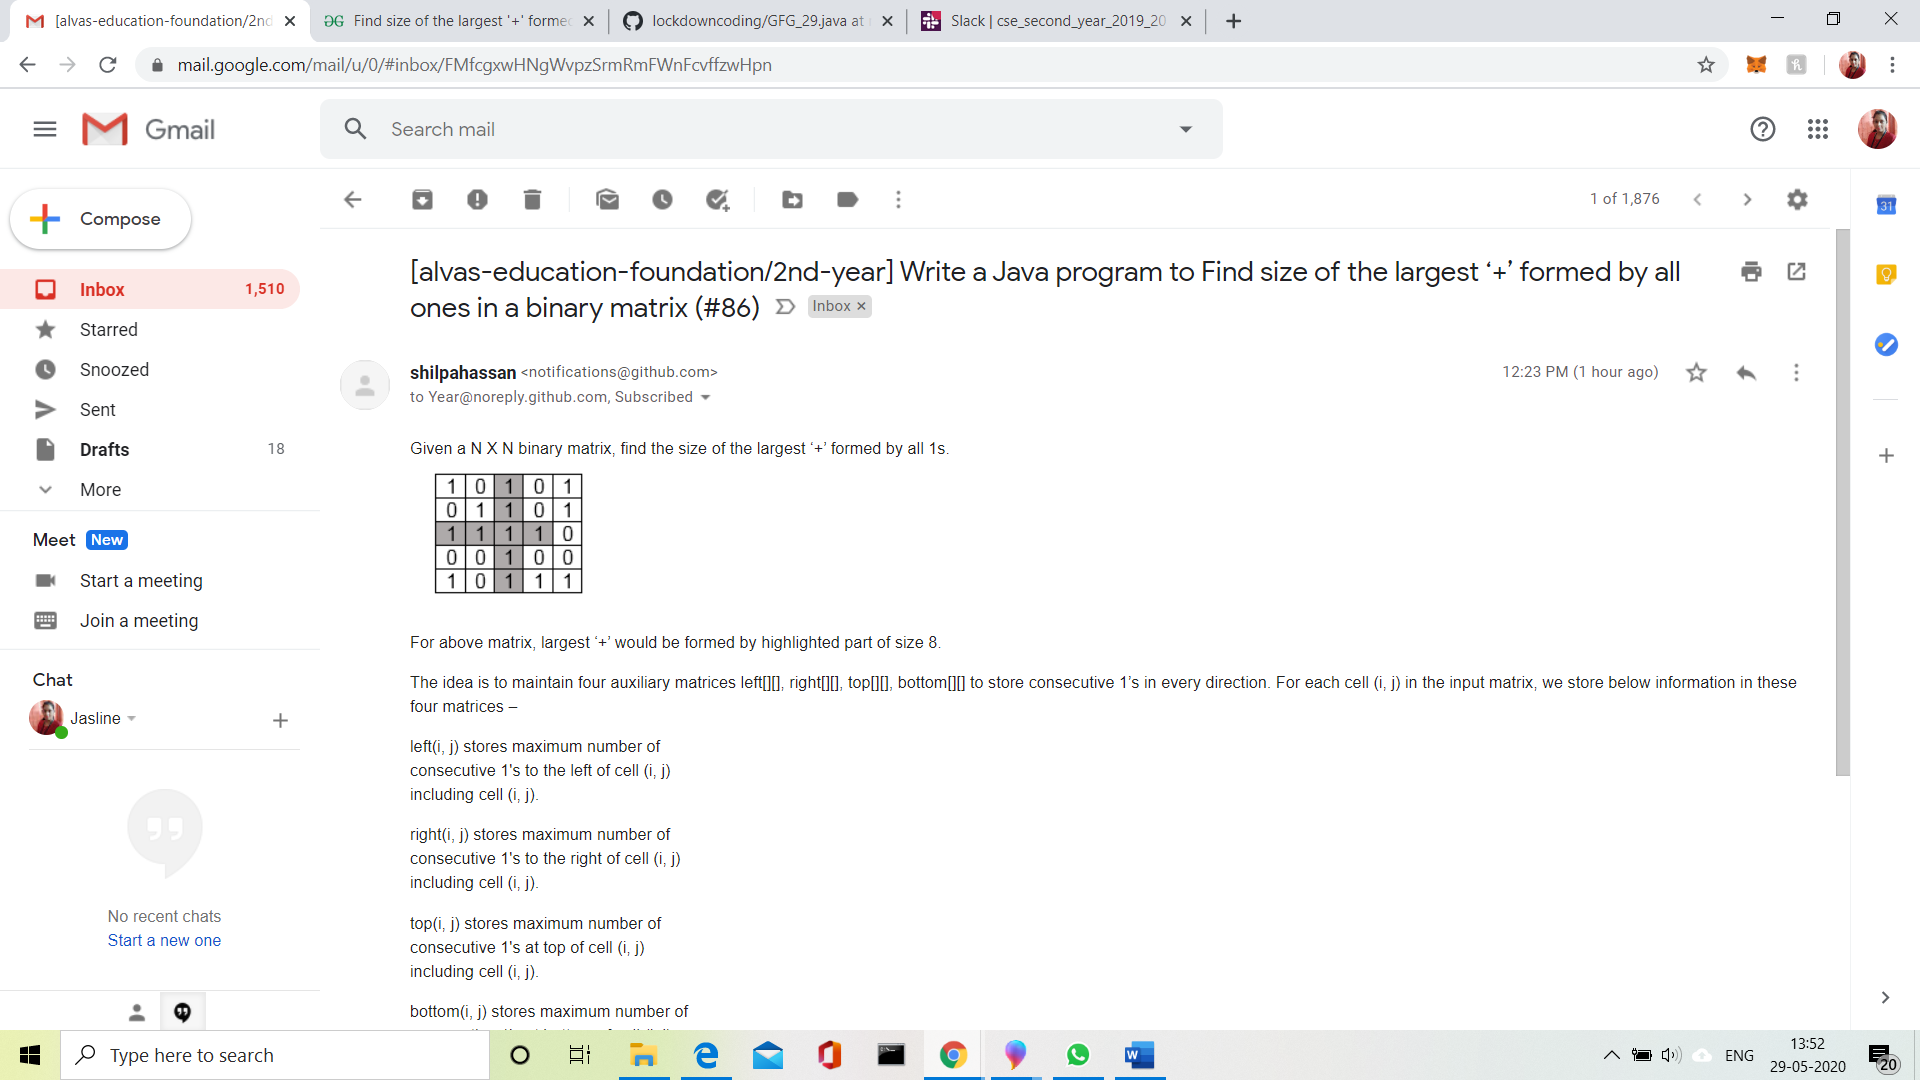 [alvas-education-foundation/2nd
Find size of the largest '+' forme
lockdowncoding/GFG_29.java at
Slack | cse_second_year_2019_20
mail.google.com/mail/u/0/#inbox/FMfcgxwHNgWvpzSrmRmFWnFcvffzwHpn
Gmail
Search mail
Compose
1 of 1,876
31
Inbox 1,510
Starred
Snoozed
Sent
Drafts 18
More
Meet New
Start a meeting
Join a meeting
Chat
Jasline
No recent chats
Start a new one
[alvas-education-foundation/2nd-year] Write a Java program to Find size of the largest ‘+’ formed by all
ones in a binary matrix (#86) Inbox
shilpahassan <notifications@github.com> 12:23 PM (1 hour ago)
to Year@noreply.github.com, Subscribed
Given a N X N binary matrix, find the size of the largest ‘+’ formed by all 1s.
1 0 1 0 1
0 1 1 0 1
1 1 1 1 0
0 0 1 0 0
1 0 1 1 1
For above matrix, largest ‘+’ would be formed by highlighted part of size 8.
The idea is to maintain four auxiliary matrices left[][], right[][], top[][], bottom[][] to store consecutive 1’s in every direction. For each cell (i, j) in the input matrix, we store below information in these
four matrices –
left(i, j) stores maximum number of
consecutive 1's to the left of cell (i, j)
including cell (i, j).
right(i, j) stores maximum number of
consecutive 1's to the right of cell (i, j)
including cell (i, j).
top(i, j) stores maximum number of
consecutive 1's at top of cell (i, j)
including cell (i, j).
bottom(i, j) stores maximum number of
Type here to search
ENG
13:52
29-05-2020
20